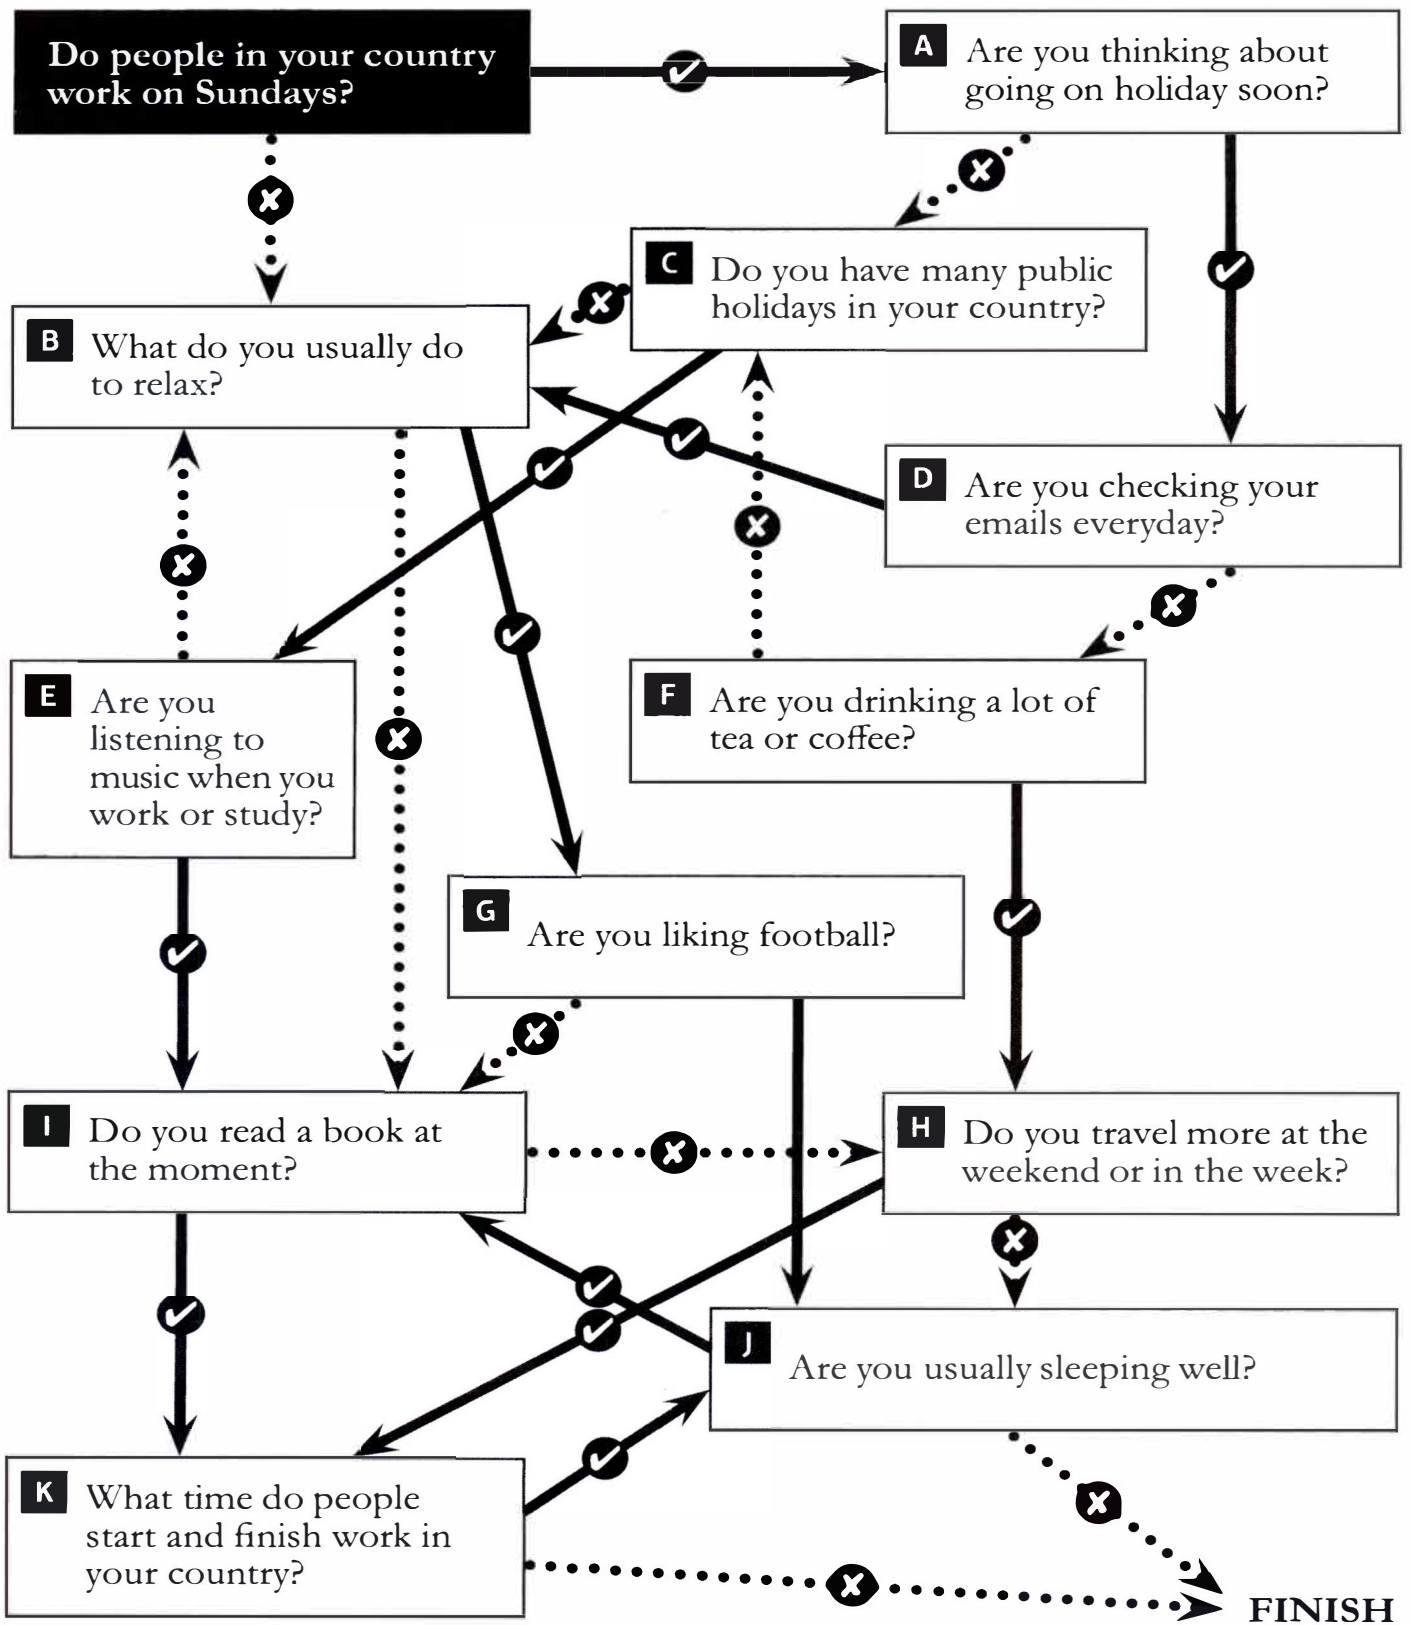 Do people in your country
work on Sundays?
A
Are you thinking about
going on holiday soon?
C
Do you have many public
holidays in your country?
B
What do you usually do
to relax?
D
Are you checking your
emails everyday?
E
Are you
listening to
music when you
work or study?
F
Are you drinking a lot of
tea or coffee?
G
Are you liking football?
I
Do you read a book at
the moment?
H
Do you travel more at the
weekend or in the week?
J
Are you usually sleeping well?
K
What time do people
start and finish work in
your country?
FINISH